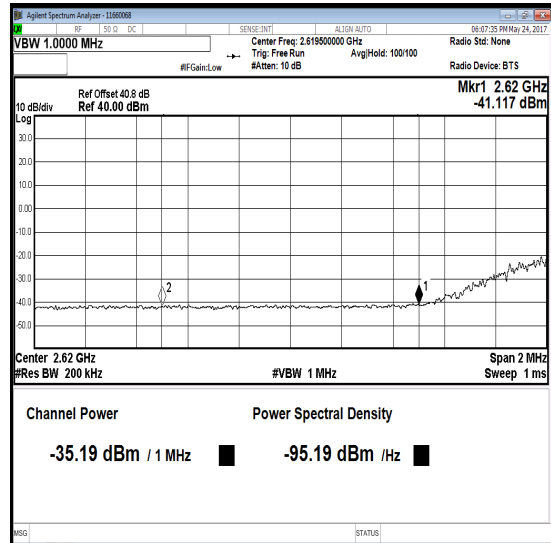 Agilent Spectrum Analyzer - 11660068
RF 50 Ω DC SENSE:INT ALIGN AUTO 06:07:35 PM May 24, 2017
VBW 1.0000 MHz
Center Freq: 2.619500000 GHz
Radio Std: None
Trig: Free Run
Avg|Hold: 100/100
#IFGain:Low
#Atten: 10 dB
Radio Device: BTS
Ref Offset 40.8 dB
Mkr1 2.62 GHz
10 dB/div
Ref 40.00 dBm
-41.117 dBm
Log
30.0
20.0
10.0
0.00
-10.0
-20.0
-30.0
-40.0
-50.0
2
1
Center 2.62 GHz
Span 2 MHz
#Res BW 200 kHz
#VBW 1 MHz
Sweep 1 ms
Channel Power
Power Spectral Density
-35.19 dBm / 1 MHz
-95.19 dBm /Hz
MSG
STATUS